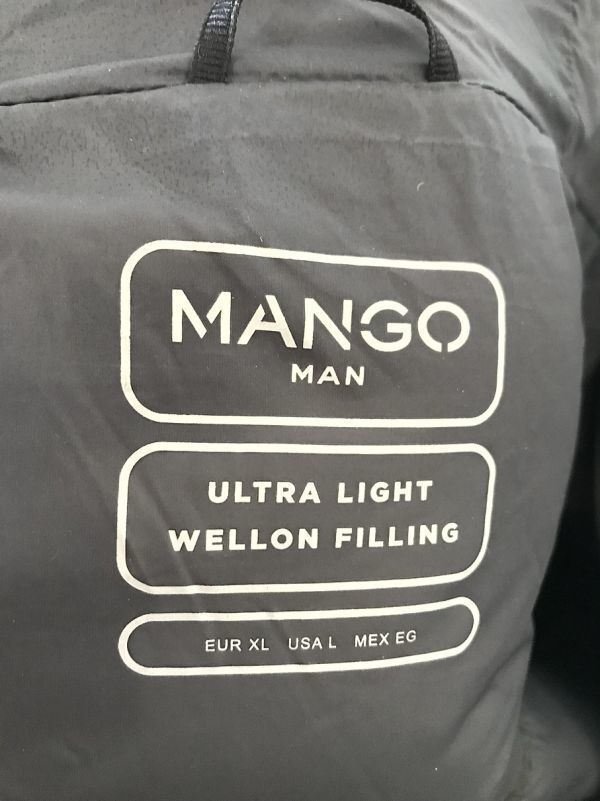 MANGO
MAN
ULTRA LIGHT
WELLON FILLING
EUR XL USA L MEX EG